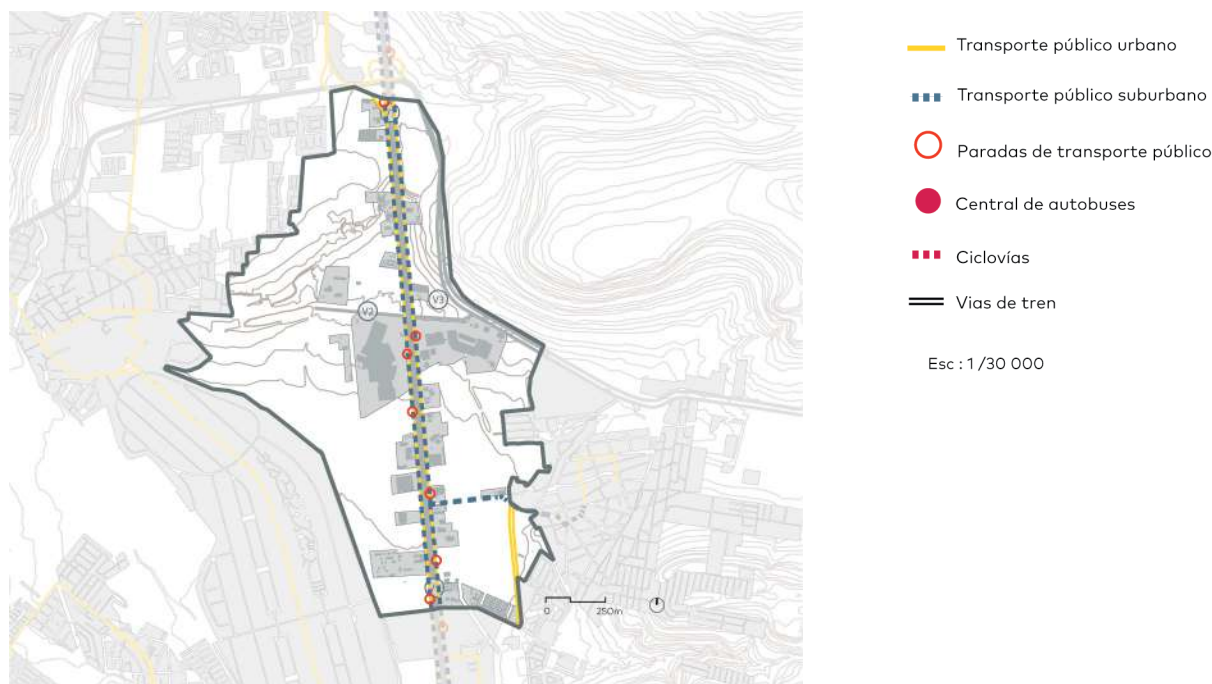 Transporte público urbano
Transporte público suburbano
Paradas de transporte público
Central de autobuses
Ciclovías
Vias de tren
Esc : 1 /30 000
V3
V2
0 250m